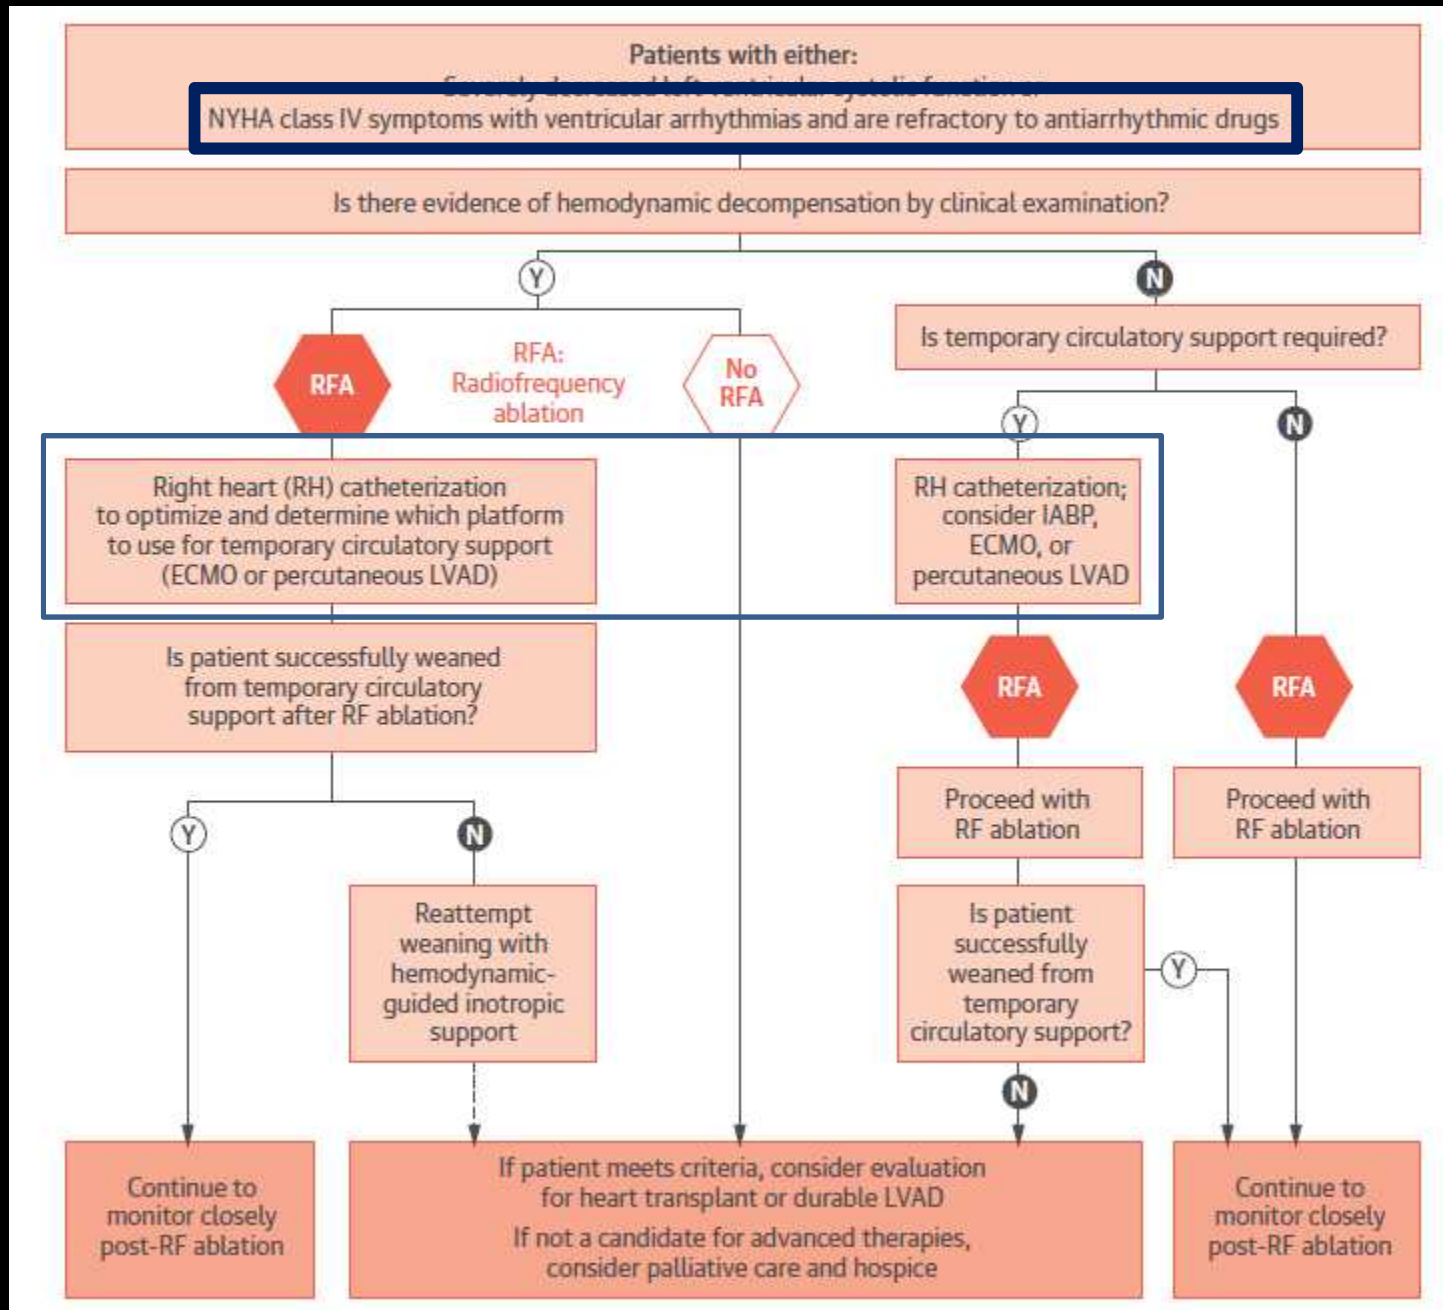 Patients with either:
Severely decreased left ventricular systolic function or
NYHA class IV symptoms with ventricular arrhythmias and are refractory to antiarrhythmic drugs
Is there evidence of hemodynamic decompensation by clinical examination?
Y
N
RFA
RFA:
Radiofrequency
ablation
No
RFA
Is temporary circulatory support required?
Y
N
Right heart (RH) catheterization
to optimize and determine which platform
to use for temporary circulatory support
(ECMO or percutaneous LVAD)
RH catheterization;
consider IABP,
ECMO, or
percutaneous LVAD
Is patient successfully weaned
from temporary circulatory
support after RF ablation?
RFA
RFA
Proceed with
RF ablation
Proceed with
RF ablation
Y
N
Reattempt
weaning with
hemodynamic-
guided inotropic
support
Is patient
successfully
weaned from
temporary
circulatory support?
Y
N
Continue to
monitor closely
post-RF ablation
If patient meets criteria, consider evaluation
for heart transplant or durable LVAD
If not a candidate for advanced therapies,
consider palliative care and hospice
Continue to
monitor closely
post-RF ablation